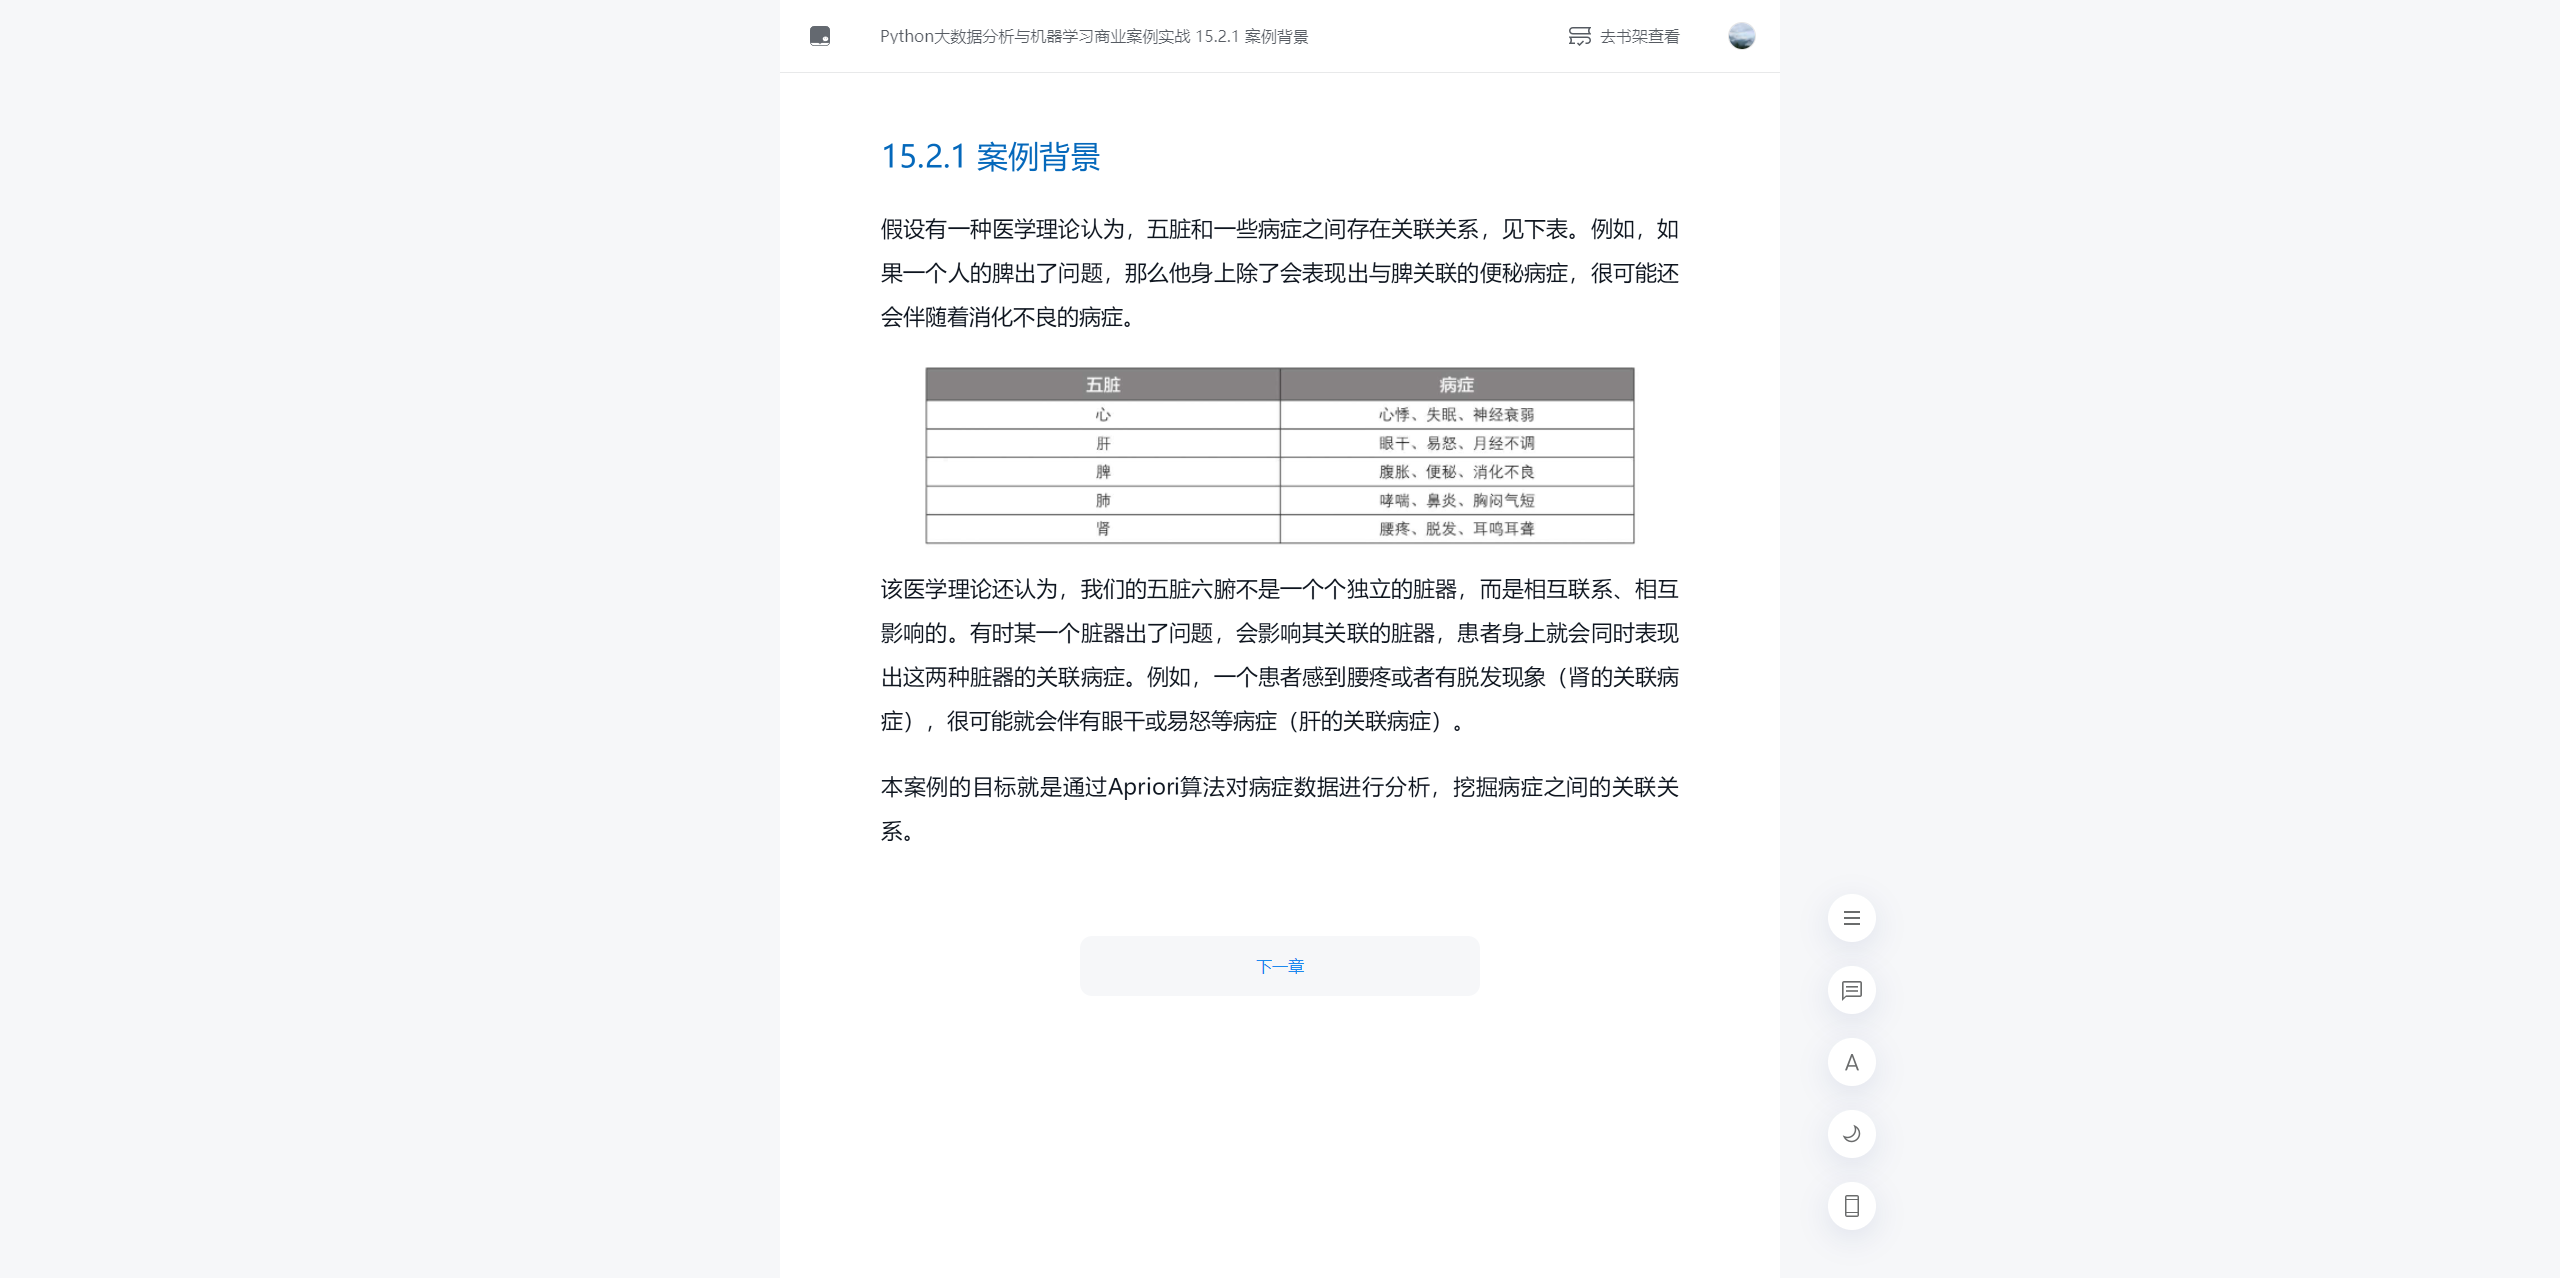 Python大数据分析与机器学习商业案例实战 15.2.1 案例背景
去书架查看
15.2.1 案例背景
假设有一种医学理论认为，五脏和一些病症之间存在关联关系，见下表。例如，如
果一个人的脾出了问题，那么他身上除了会表现出与脾关联的便秘病症，很可能还
会伴随着消化不良的病症。
五脏 病症
心 心悸、失眠、神经衰弱
肝 眼干、易怒、月经不调
脾 腹胀、便秘、消化不良
肺 哮喘、鼻炎、胸闷气短
肾 腰疼、脱发、耳鸣耳聋
该医学理论还认为，我们的五脏六腑不是一个个独立的脏器，而是相互联系、相互
影响的。有时某一个脏器出了问题，会影响其关联的脏器，患者身上就会同时表现
出这两种脏器的关联病症。例如，一个患者感到腰疼或者有脱发现象（肾的关联病
症），很可能就会伴有眼干或易怒等病症（肝的关联病症）。
本案例的目标就是通过Apriori算法对病症数据进行分析，挖掘病症之间的关联关
系。
下一章
A